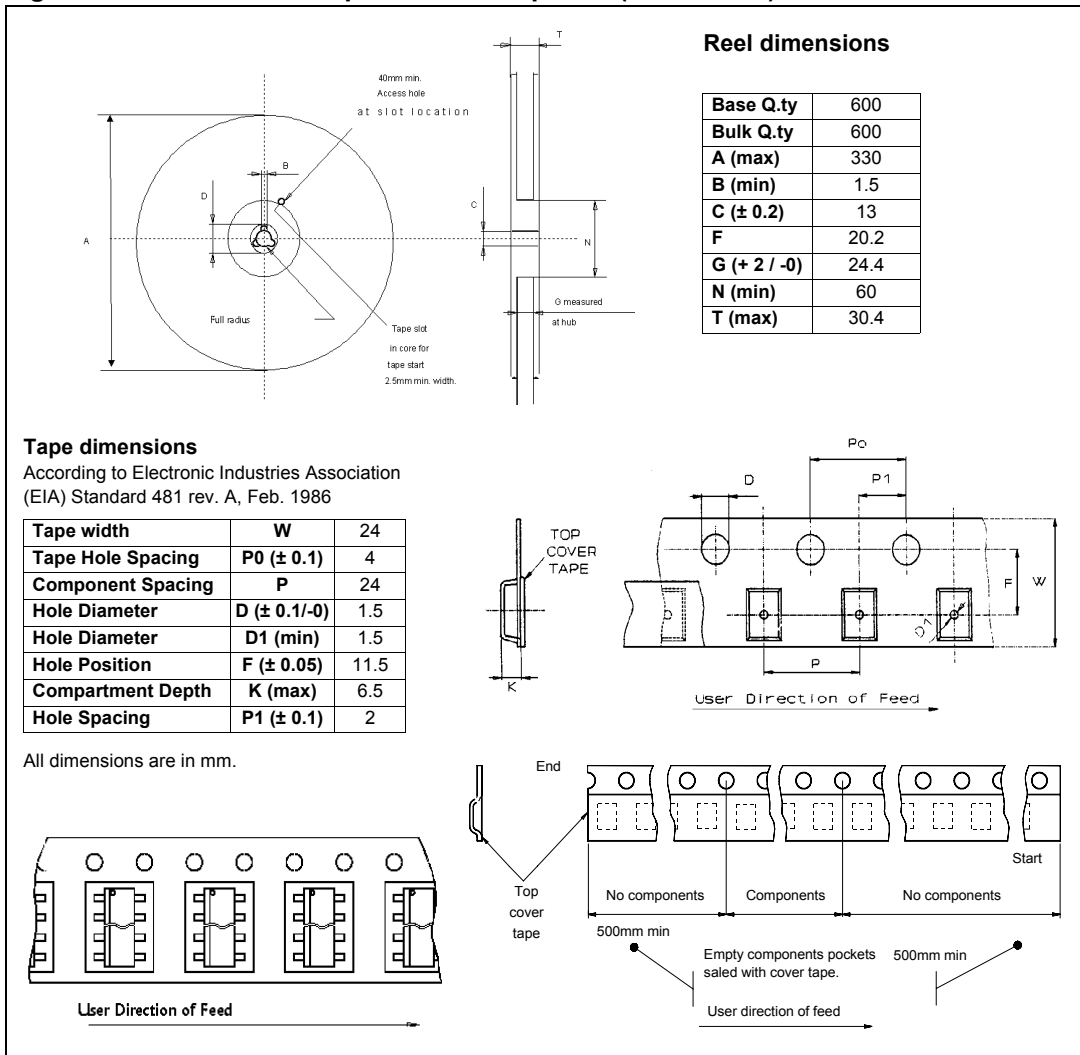 T
40mm min.
Access hole
at slot location
B
D
C
A
N
G measured
at hub
Full radius
Tape slot
in core for
tape start
2.5mm min. width.
Reel dimensions
Base Q.ty 600
Bulk Q.ty 600
A (max) 330
B (min) 1.5
C (± 0.2) 13
F 20.2
G (+ 2 / -0) 24.4
N (min) 60
T (max) 30.4
Tape dimensions
According to Electronic Industries Association
(EIA) Standard 481 rev. A, Feb. 1986
Tape width W 24
Tape Hole Spacing P0 (± 0.1) 4
Component Spacing P 24
Hole Diameter D (± 0.1/-0) 1.5
Hole Diameter D1 (min) 1.5
Hole Position F (± 0.05) 11.5
Compartment Depth K (max) 6.5
Hole Spacing P1 (± 0.1) 2
All dimensions are in mm.
Po
D
P1
TOP
COVER
TAPE
F
W
D1
K
P
User Direction of Feed
End
Start
Top
cover
tape
No components
Components
No components
500mm min
Empty components pockets
saled with cover tape.
500mm min
User direction of feed
User Direction of Feed